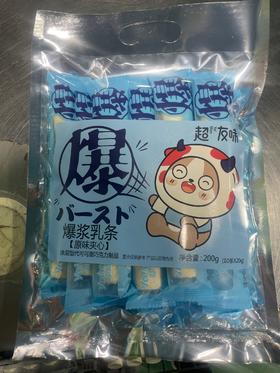 超"友味
爆
バースト
爆浆乳条
【原味夹心】
净含量:200g